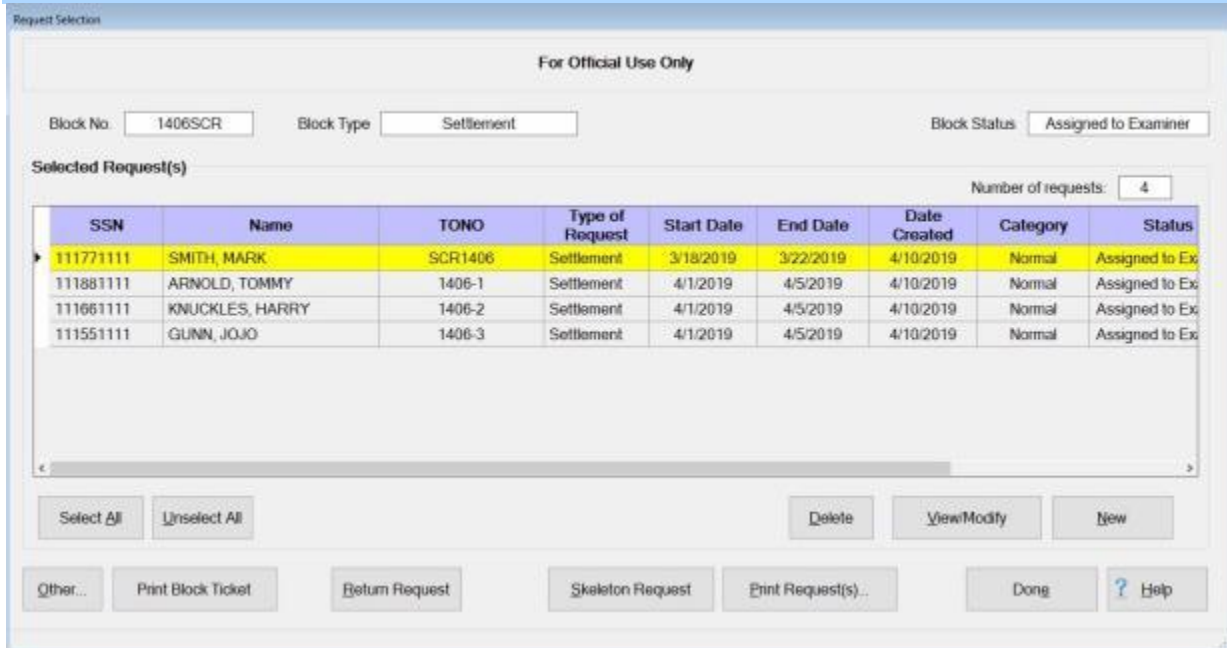 Request Selection
For Official Use Only
Block No. 1406SCR Block Type Settlement Block Status Assigned to Examiner
Selected Request(s)
Number of requests: 4
SSN Name TONO Type of Request Start Date End Date Date Created Category Status
111771111 SMITH, MARK SCR1406 Settlement 3/18/2019 3/22/2019 4/10/2019 Normal Assigned to Ex
111881111 ARNOLD, TOMMY 1406-1 Settlement 4/1/2019 4/5/2019 4/10/2019 Normal Assigned to Ex
111661111 KNUCKLES, HARRY 1406-2 Settlement 4/1/2019 4/5/2019 4/10/2019 Normal Assigned to Ex
111551111 GUNN, JOJO 1406-3 Settlement 4/1/2019 4/5/2019 4/10/2019 Normal Assigned to Ex
Select All Unselect All Delete View/Modify New
Other... Print Block Ticket Return Request Skeleton Request Print Request(s)... Done ? Help